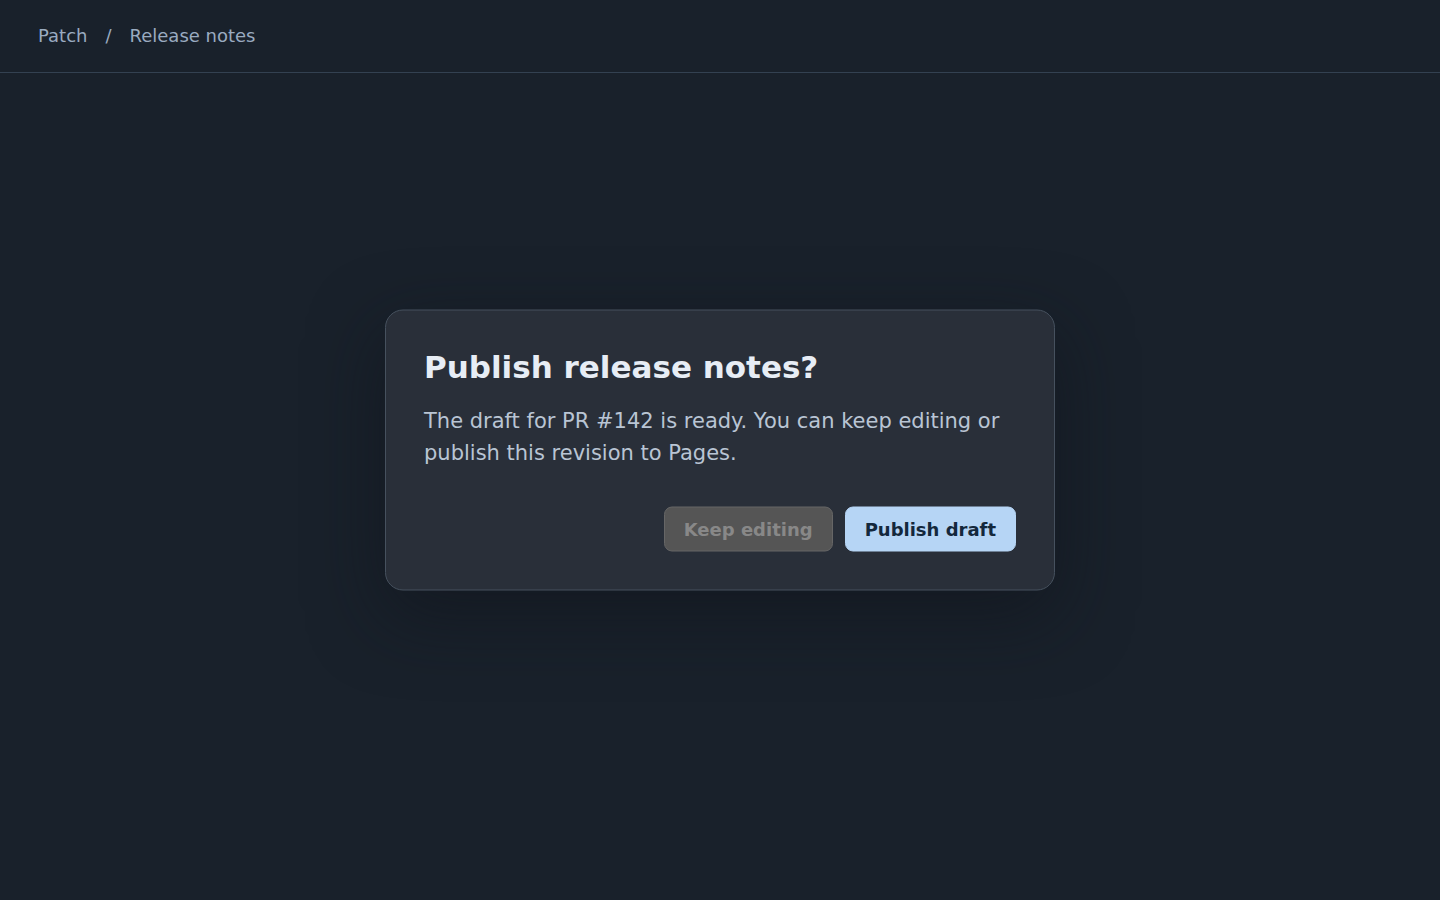 Patch / Release notes
Publish release notes?
The draft for PR #142 is ready. You can keep editing or
publish this revision to Pages.
Keep editing Publish draft